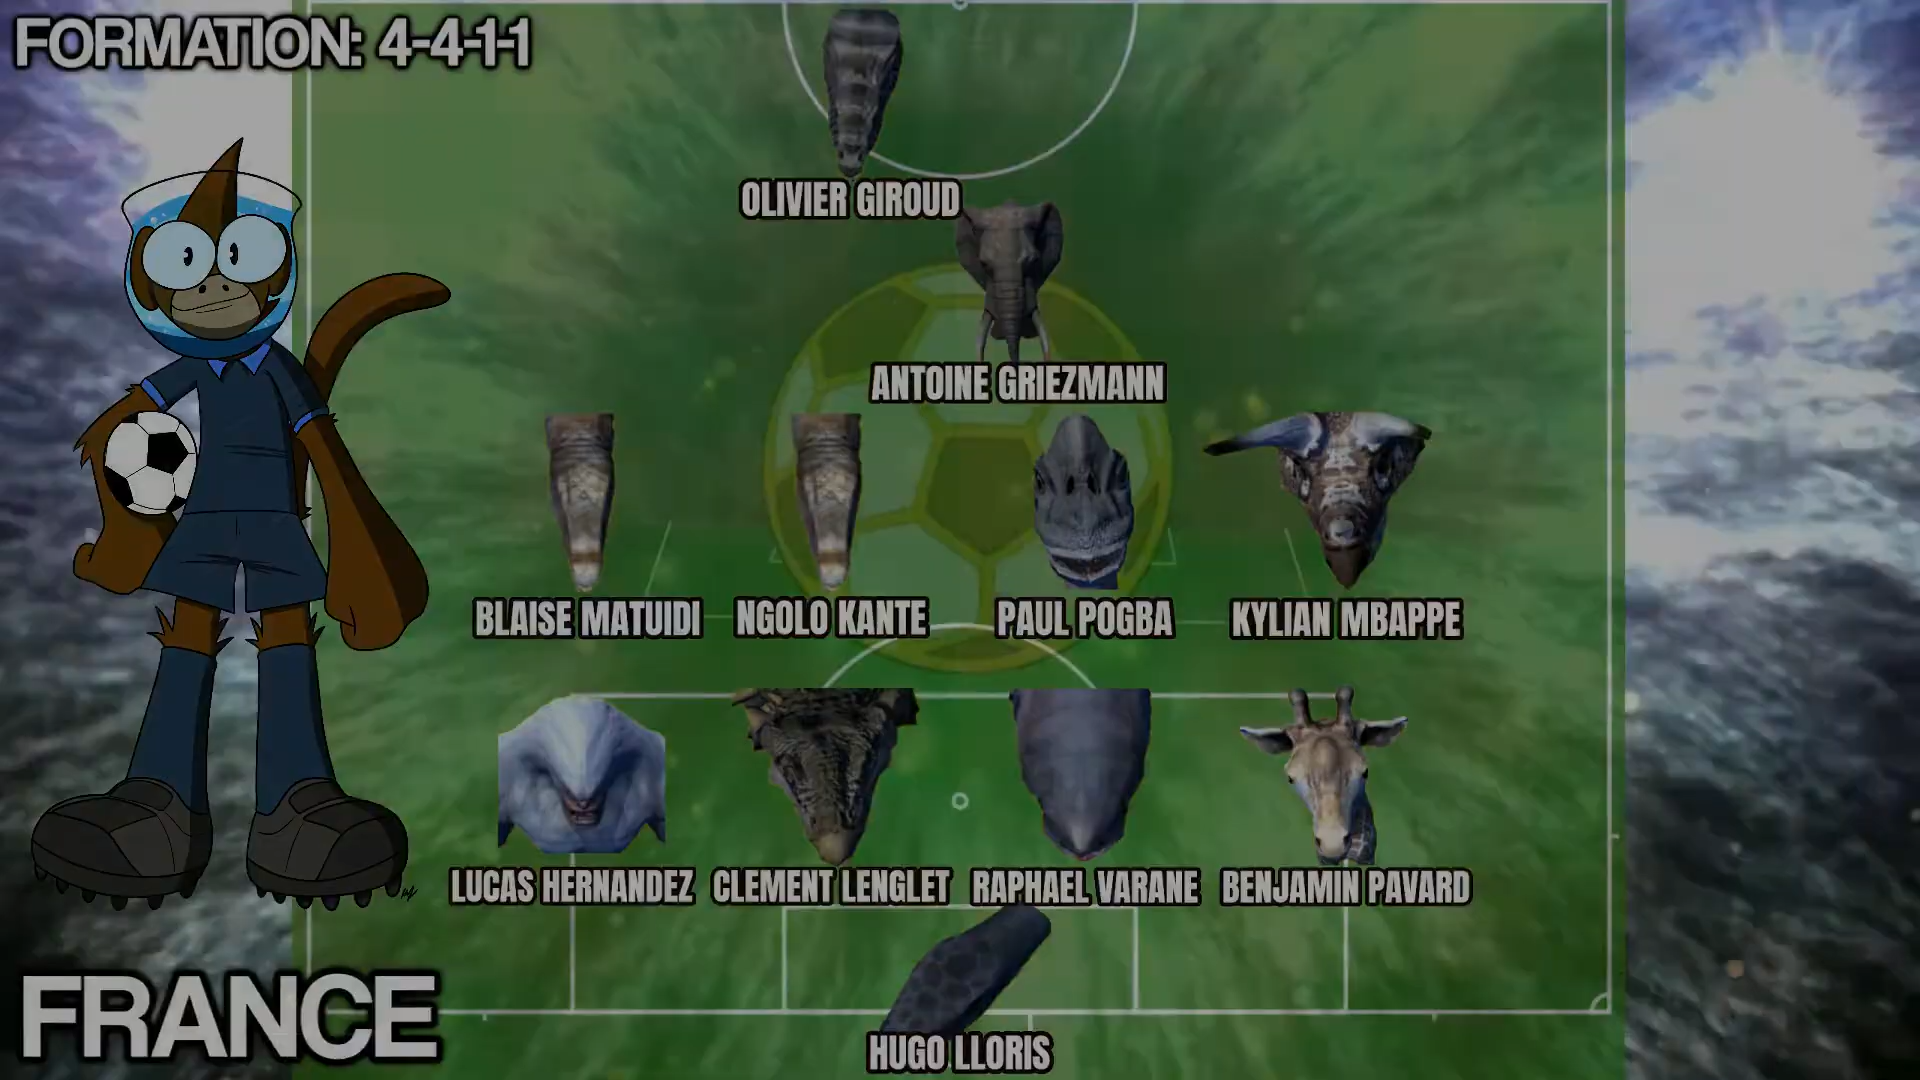 FORMATION: 4-4-1-1
OLIVIER GIROUD
ANTOINE GRIEZMANN
BLAISE MATUIDI
NGOLO KANTE
PAUL POGBA
KYLIAN MBAPPE
LUCAS HERNANDEZ
CLEMENT LENGLET
RAPHAEL VARANE
BENJAMIN PAVARD
FRANCE
HUGO LLORIS